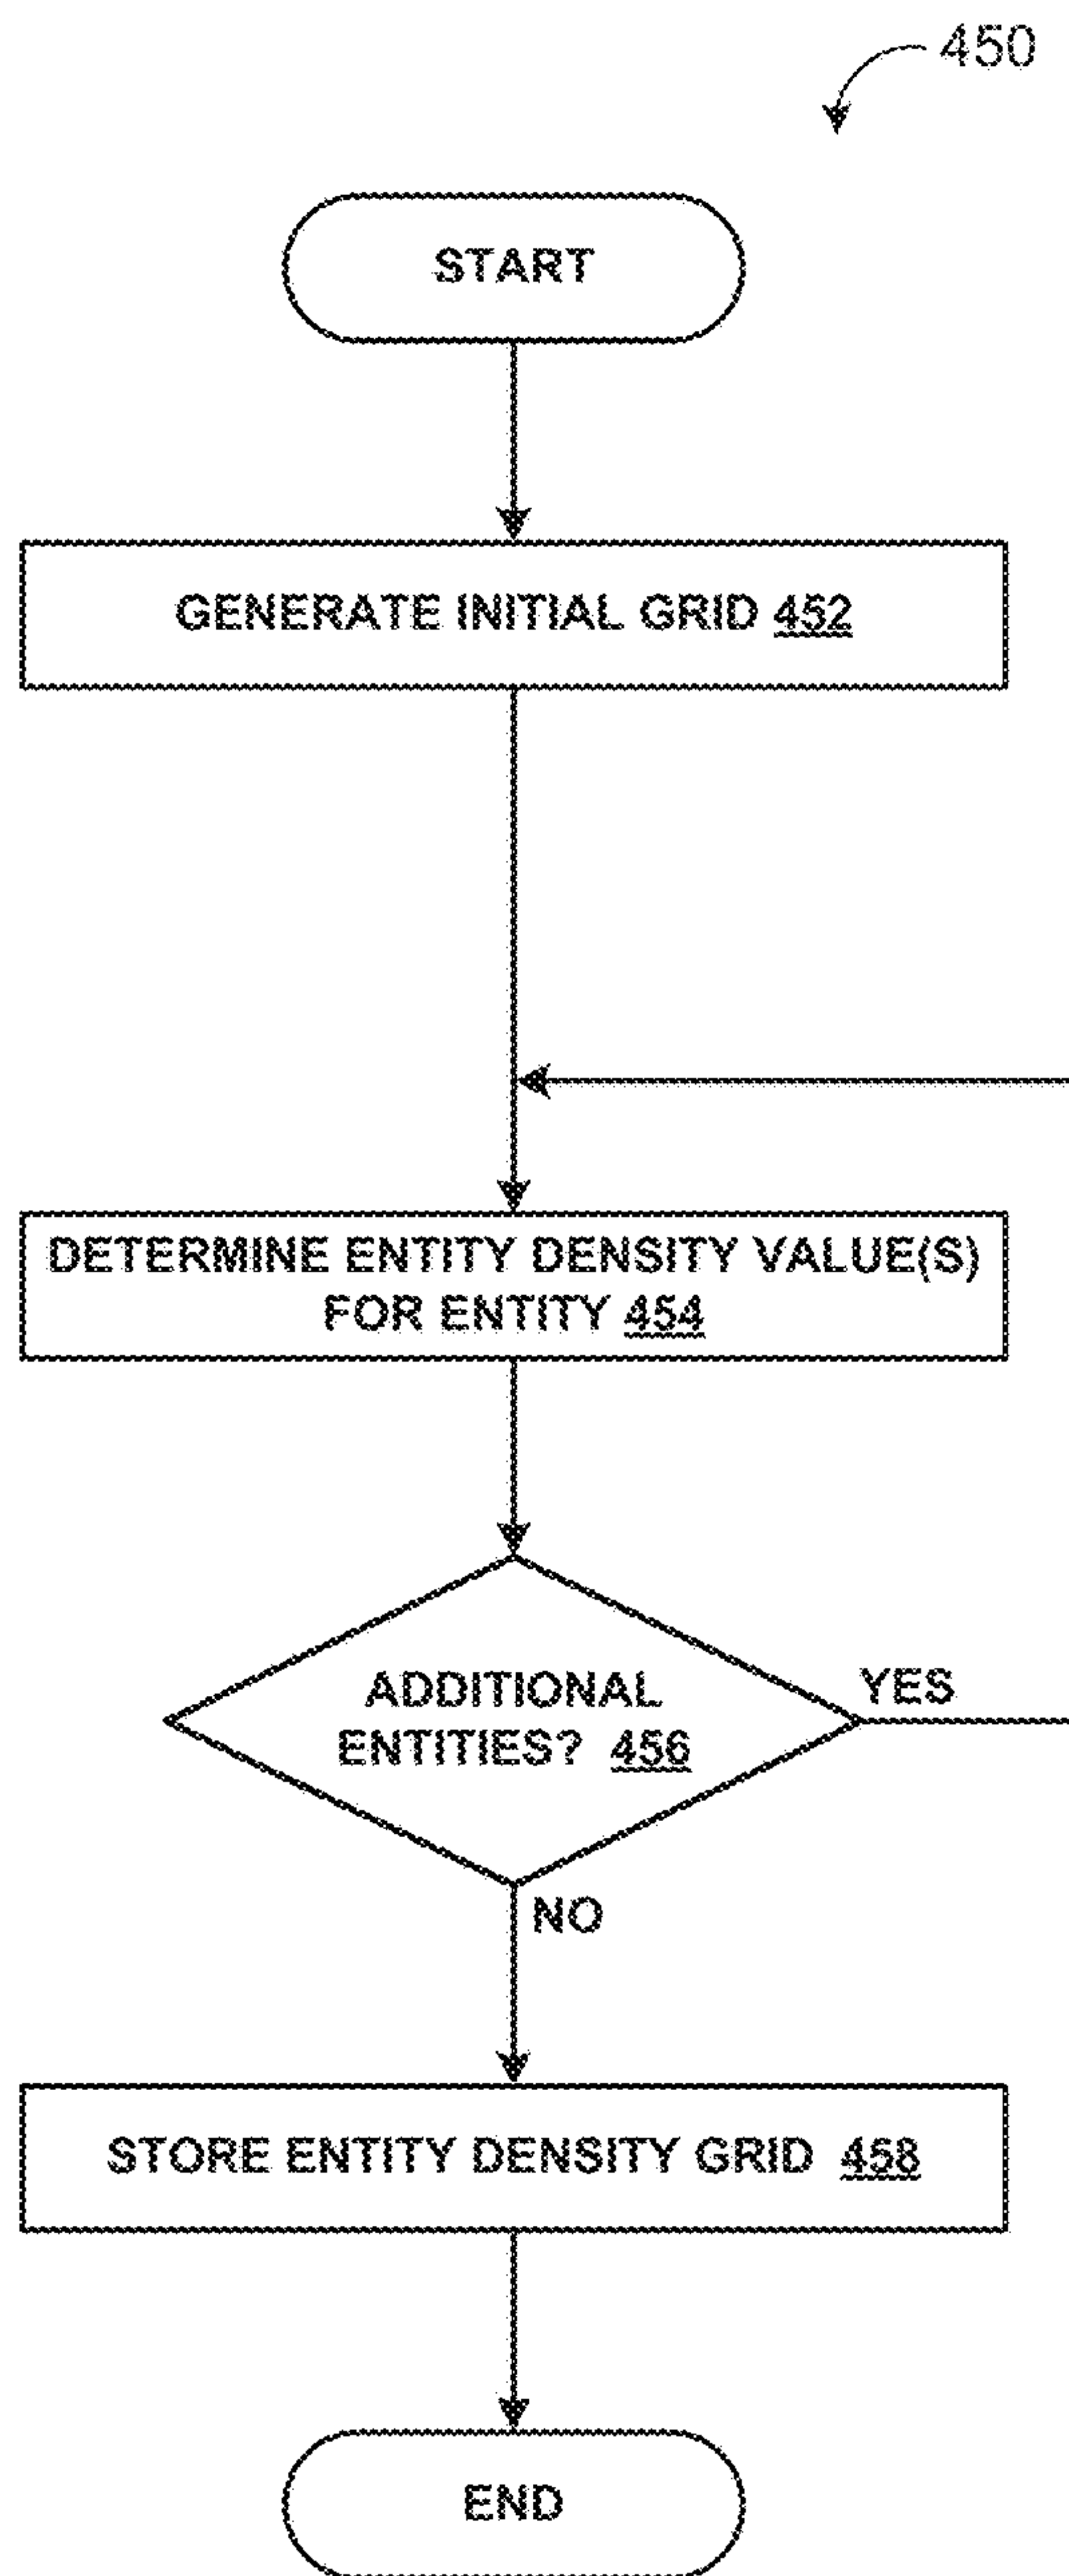 450
START
GENERATE INITIAL GRID 452
DETERMINE ENTITY DENSITY VALUE(S)
FOR ENTITY 454
ADDITIONAL
ENTITIES? 456
YES
NO
STORE ENTITY DENSITY GRID 458
END